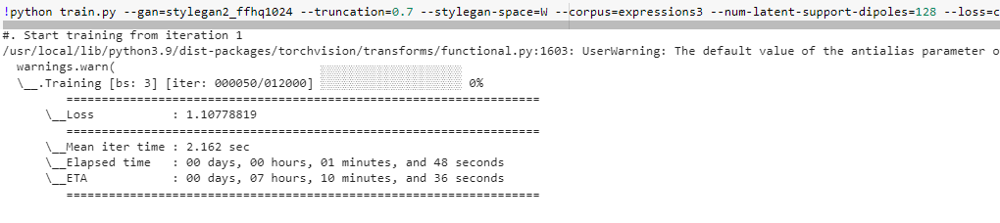 !python train.py --gan=stylegan2_ffhq1024 --truncation=0.7 --stylegan-space=W --corpus=expressions3 --num-latent-support-dipoles=128 --loss=c
#. Start training from iteration 1
/usr/local/lib/python3.9/dist-packages/torchvision/transforms/functional.py:1603: UserWarning: The default value of the antialias parameter o
warnings.warn(
\__.Training [bs: 3] [iter: 000050/012000] 0%
===================================================================
\__Loss : 1.10778819
===================================================================
\__Mean iter time : 2.162 sec
\__Elapsed time : 00 days, 00 hours, 01 minutes, and 48 seconds
\__ETA : 00 days, 07 hours, 10 minutes, and 36 seconds
===================================================================